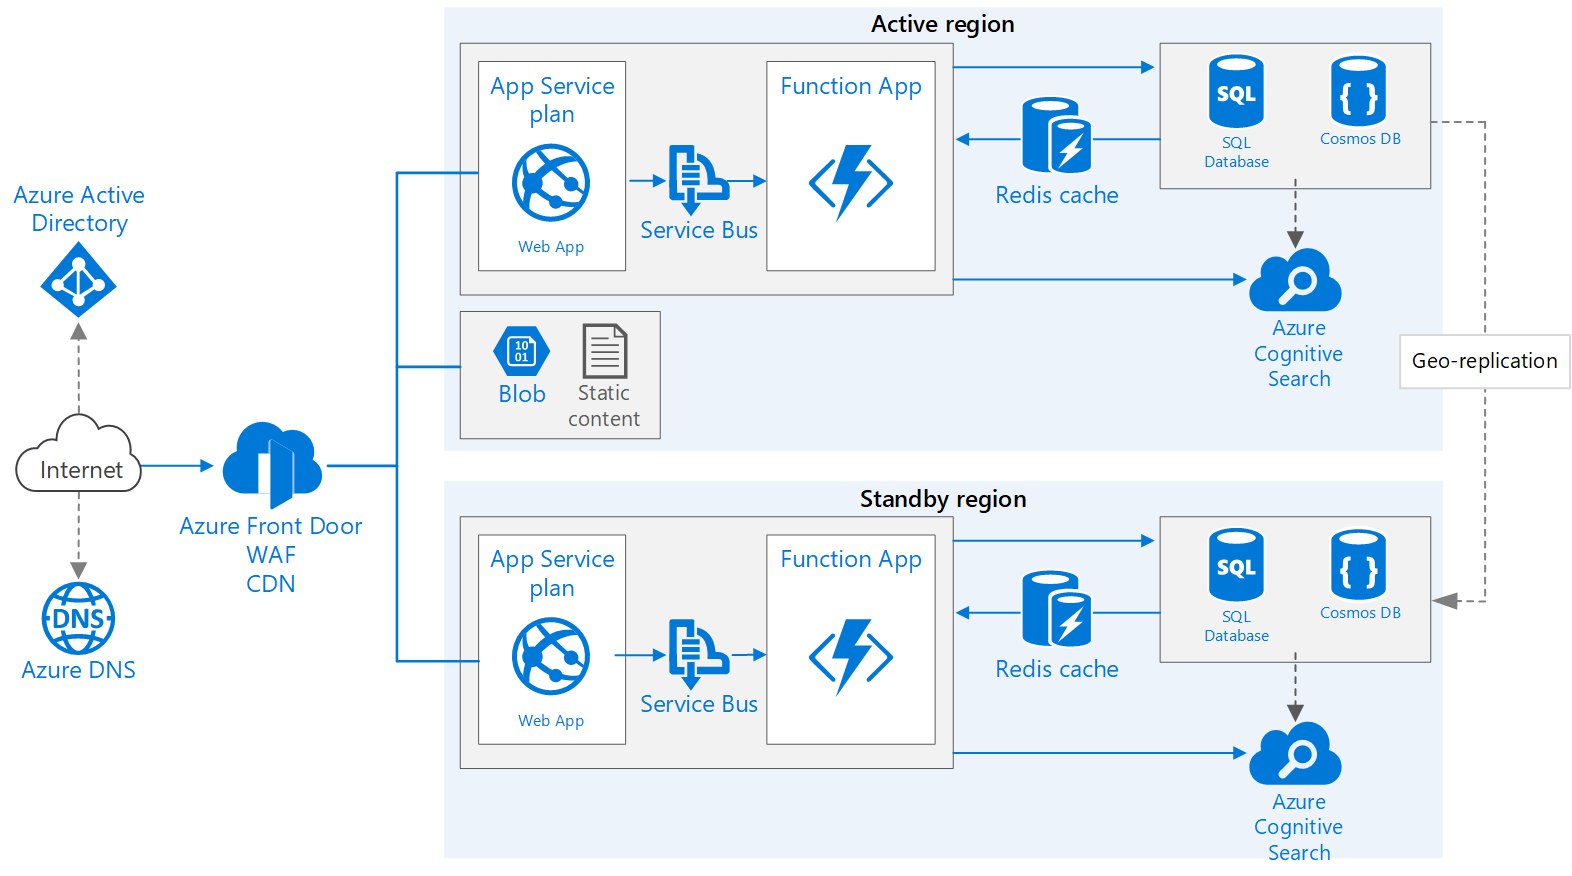 Active region
App Service
plan
Web App
Service Bus
Function App
Redis cache
SQL
SQL
Database
{ }
Cosmos DB
Azure
Cognitive
Search
10
01
Blob
Static
content
Geo-replication
Azure Active
Directory
Internet
DNS
Azure DNS
Azure Front Door
WAF
CDN
Standby region
App Service
plan
Web App
Service Bus
Function App
Redis cache
SQL
SQL
Database
{ }
Cosmos DB
Azure
Cognitive
Search